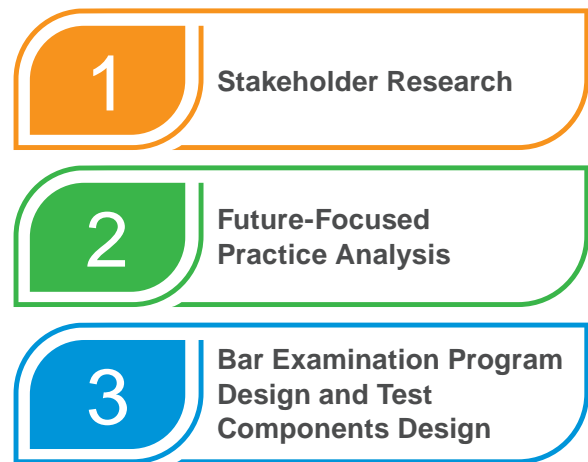 1
Stakeholder Research
2
Future-Focused
Practice Analysis
3
Bar Examination Program
Design and Test
Components Design